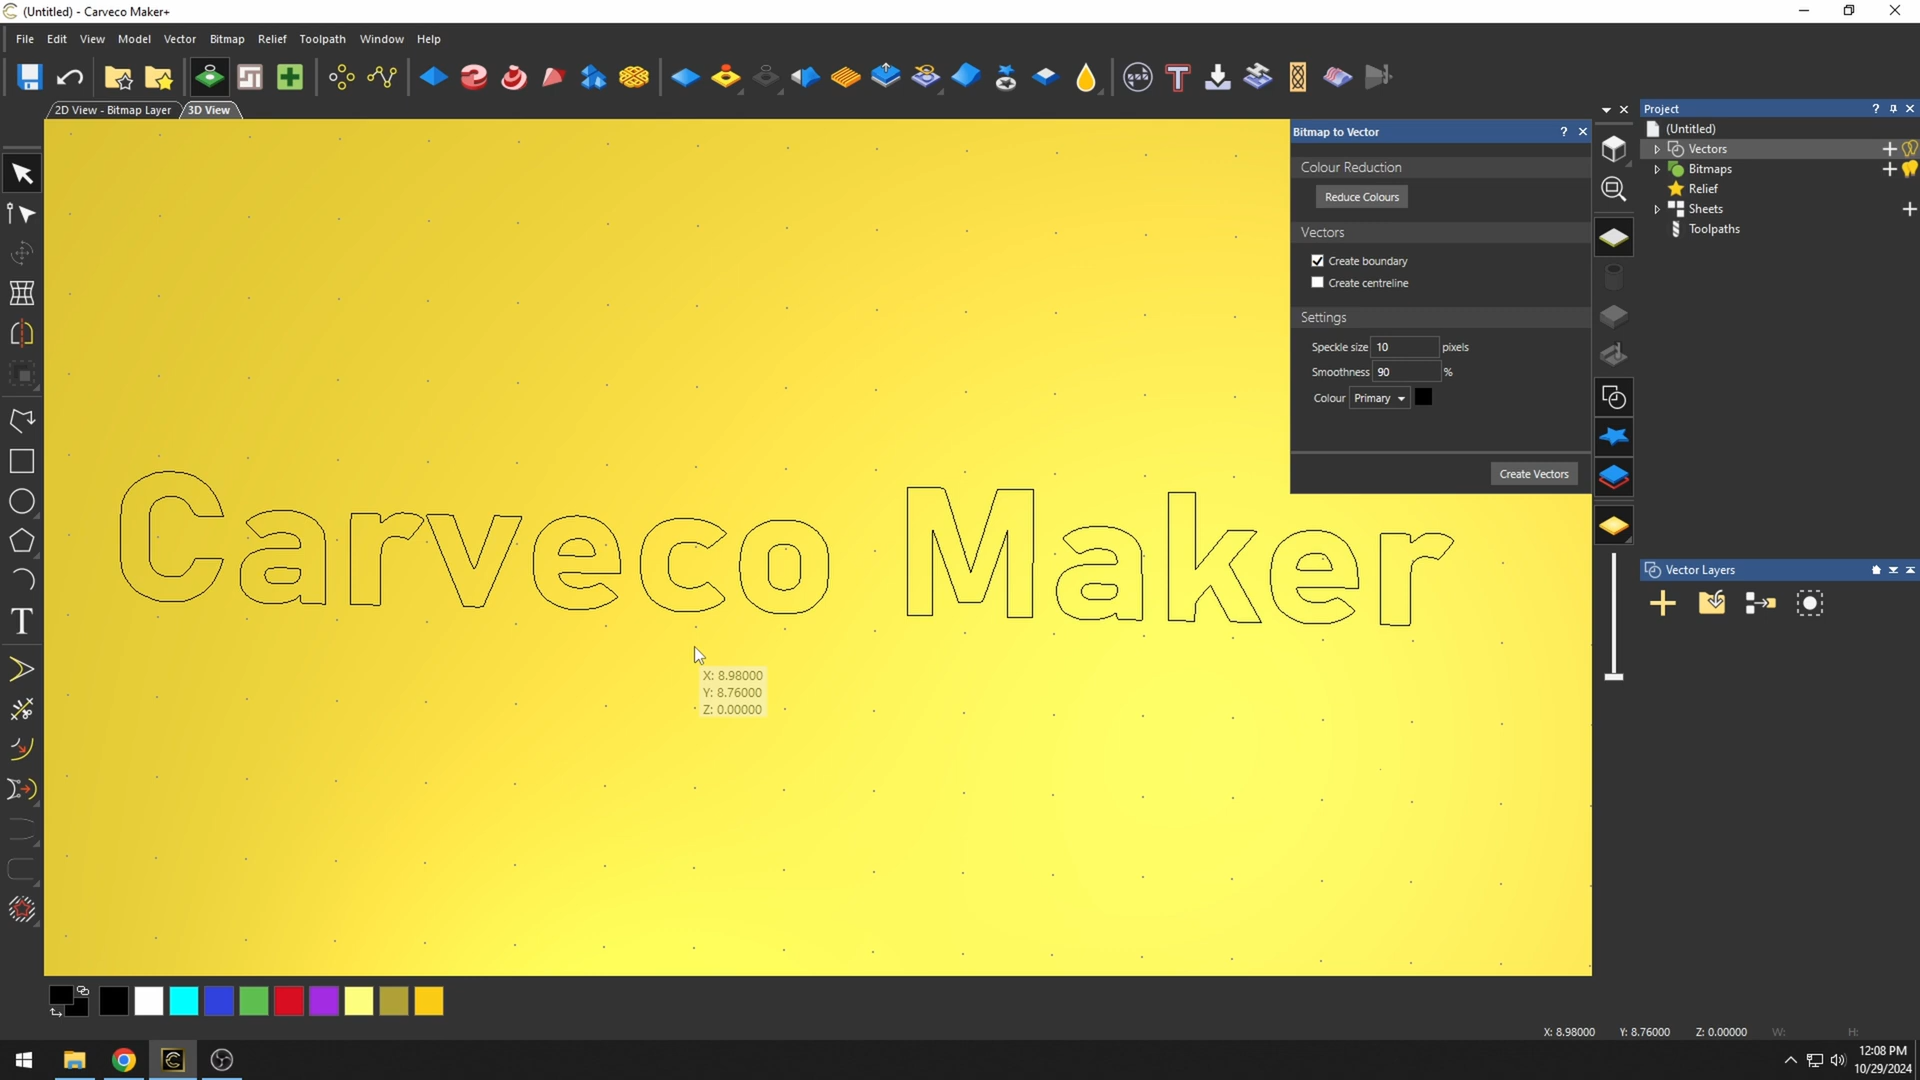 (Untitled) - Carveco Maker+
File Edit View Model Vector Bitmap Relief Toolpath Window Help
2D View - Bitmap Layer 3D View
Bitmap to Vector ?
Colour Reduction
Reduce Colours
Vectors
Create boundary
Create centreline
Settings
Speckle size 10 pixels
Smoothness 90 %
Colour Primary
Create Vectors
Project ?
(Untitled)
Vectors
Bitmaps
Relief
Sheets
Toolpaths
Vector Layers
Carveco Maker
X: 8.98000
Y: 8.76000
Z: 0.00000
X: 8.98000 Y: 8.76000 Z: 0.00000 W: H:
12:08 PM
10/29/2024